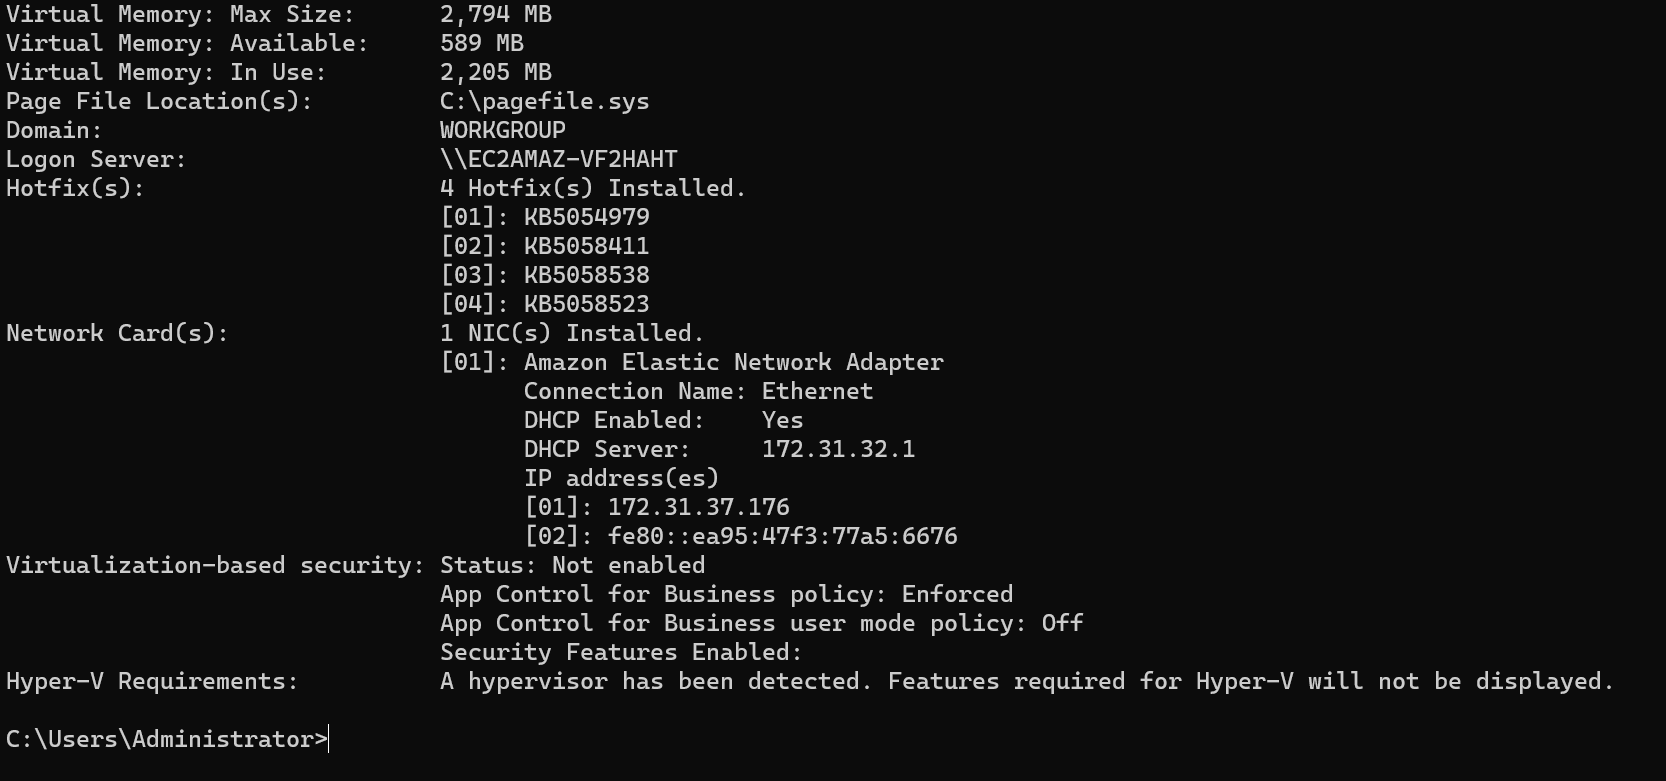 Virtual Memory: Max Size:      2,794 MB
Virtual Memory: Available:     589 MB
Virtual Memory: In Use:        2,205 MB
Page File Location(s):         C:\pagefile.sys
Domain:                        WORKGROUP
Logon Server:                  \\EC2AMAZ-VF2HAHT
Hotfix(s):                     4 Hotfix(s) Installed.
                               [01]: KB5054979
                               [02]: KB5058411
                               [03]: KB5058538
                               [04]: KB5058523
Network Card(s):               1 NIC(s) Installed.
                               [01]: Amazon Elastic Network Adapter
                                     Connection Name: Ethernet
                                     DHCP Enabled:    Yes
                                     DHCP Server:     172.31.32.1
                                     IP address(es)
                                     [01]: 172.31.37.176
                                     [02]: fe80::ea95:47f3:77a5:6676
Virtualization-based security: Status: Not enabled
                               App Control for Business policy: Enforced
                               App Control for Business user mode policy: Off
                               Security Features Enabled:
Hyper-V Requirements:          A hypervisor has been detected. Features required for Hyper-V will not be displayed.
C:\Users\Administrator>